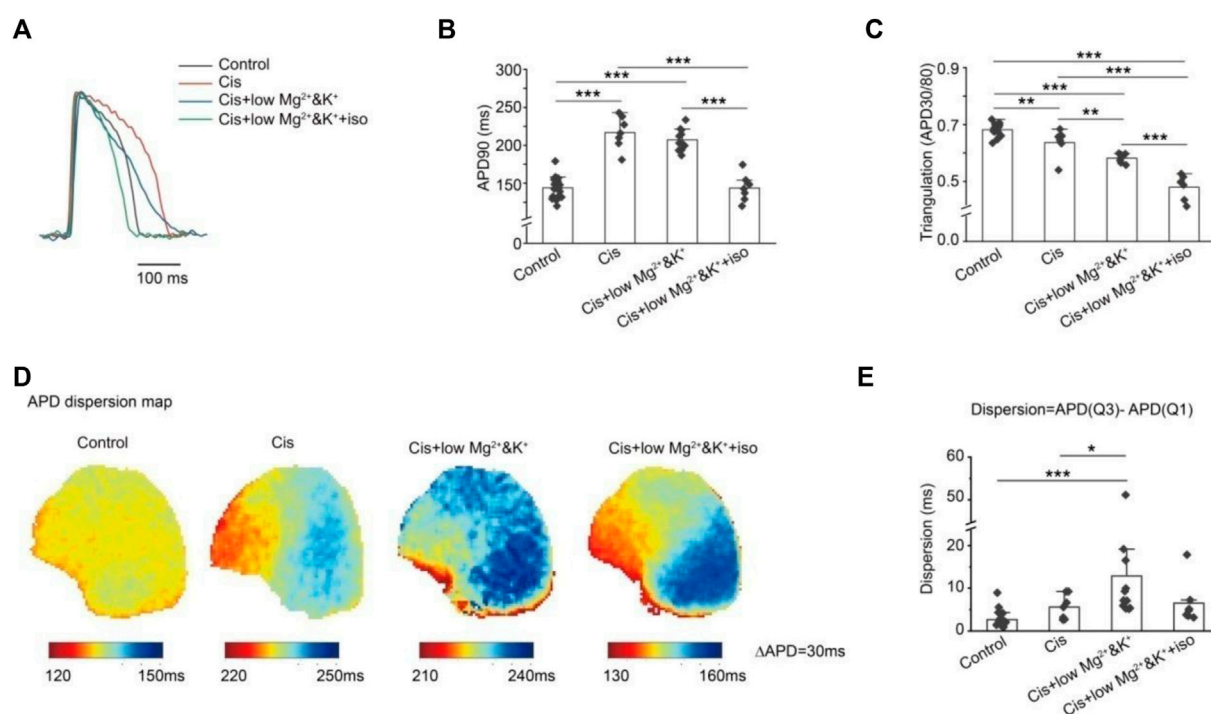 A
Control
Cis
Cis+low Mg²⁺&K⁺
Cis+low Mg²⁺&K⁺+iso
100 ms
B
APD90 (ms)
300
250
200
150
0
***
***
***
***
Control
Cis
Cis+low Mg²⁺&K⁺
Cis+low Mg²⁺&K⁺+iso
C
Triangulation (APD30/80)
0.9
0.7
0.5
0.0
***
***
***
**
**
***
Control
Cis
Cis+low Mg²⁺&K⁺
Cis+low Mg²⁺&K⁺+iso
D
APD dispersion map
Control
Cis
Cis+low Mg²⁺&K⁺
Cis+low Mg²⁺&K⁺+iso
120 150ms
220 250ms
210 240ms
130 160ms
ΔAPD=30ms
E
Dispersion=APD(Q3)- APD(Q1)
Dispersion (ms)
60
50
20
10
0
*
***
Control
Cis
Cis+low Mg²⁺&K⁺
Cis+low Mg²⁺&K⁺+iso